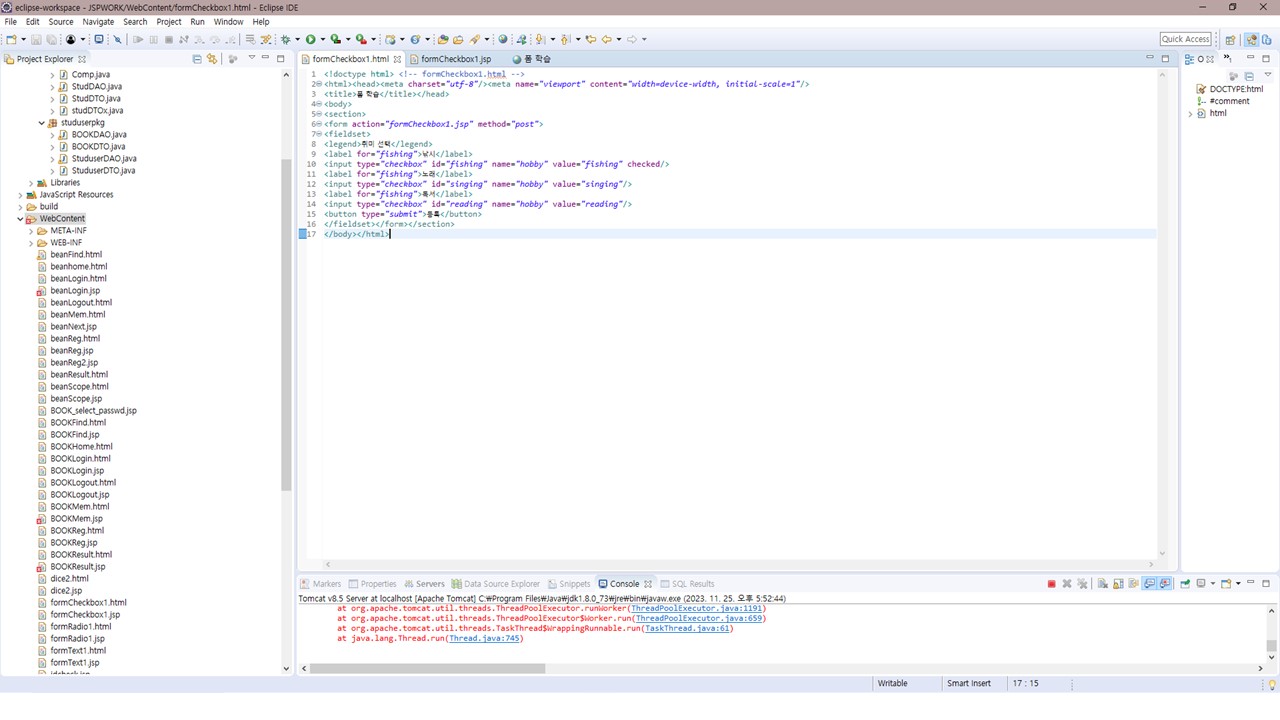 eclipse-workspace - JSPWORK/WebContent/formCheckbox1.html - Eclipse IDE
File Edit Source Navigate Search Project Run Window Help
Quick Access
Project Explorer
Comp.java
StudDAO.java
StudDTO.java
studDTOx.java
studuserpkg
BOOKDAO.java
BOOKDTO.java
StuduserDAO.java
StuduserDTO.java
Libraries
JavaScript Resources
build
WebContent
META-INF
WEB-INF
beanFind.html
beanhome.html
beanLogin.html
beanLogin.jsp
beanLogout.html
beanMem.html
beanNext.jsp
beanReg.html
beanReg.jsp
beanReg2.jsp
beanResult.html
beanScope.html
beanScope.jsp
BOOK_select_passwd.jsp
BOOKFind.html
BOOKFind.jsp
BOOKHome.html
BOOKLogin.html
BOOKLogin.jsp
BOOKLogout.html
BOOKLogout.jsp
BOOKMem.html
BOOKMem.jsp
BOOKReg.html
BOOKReg.jsp
BOOKResult.html
BOOKResult.jsp
dice2.html
dice2.jsp
formCheckbox1.html
formCheckbox1.jsp
formRadio1.html
formRadio1.jsp
formText1.html
formText1.jsp
idcheck.jsp
formCheckbox1.html formCheckbox1.jsp 폼 학습
1 <!doctype html> <!-- formCheckbox1.html -->
2 <html><head><meta charset="utf-8"/><meta name="viewport" content="width=device-width, initial-scale=1"/>
3 <title>폼 학습</title></head>
4 <body>
5 <section>
6 <form action="formCheckbox1.jsp" method="post">
7 <fieldset>
8 <legend>취미 선택</legend>
9 <label for="fishing">낚시</label>
10 <input type="checkbox" id="fishing" name="hobby" value="fishing" checked/>
11 <label for="fishing">노래</label>
12 <input type="checkbox" id="singing" name="hobby" value="singing"/>
13 <label for="fishing">독서</label>
14 <input type="checkbox" id="reading" name="hobby" value="reading"/>
15 <button type="submit">등록</button>
16 </fieldset></form></section>
17 </body></html>
O
DOCTYPE:html
#comment
html
Markers Properties Servers Data Source Explorer Snippets Console SQL Results
Tomcat v8.5 Server at localhost [Apache Tomcat] C:₩Program Files₩Java₩jdk1.8.0_73₩jre₩bin₩javaw.exe (2023. 11. 25. 오후 5:52:44)
at org.apache.tomcat.util.threads.ThreadPoolExecutor.runWorker(ThreadPoolExecutor.java:1191)
at org.apache.tomcat.util.threads.ThreadPoolExecutor$Worker.run(ThreadPoolExecutor.java:659)
at org.apache.tomcat.util.threads.TaskThread$WrappingRunnable.run(TaskThread.java:61)
at java.lang.Thread.run(Thread.java:745)
Writable Smart Insert 17 : 15